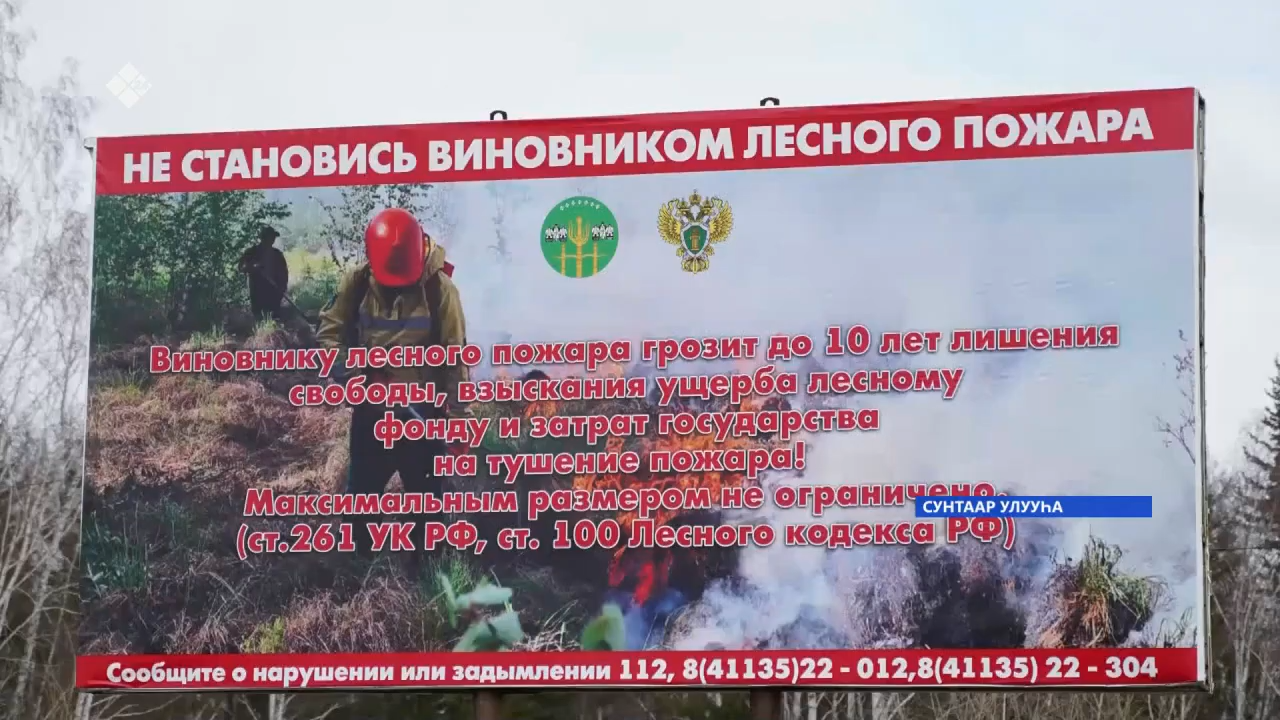 НЕ СТАНОВИСЬ ВИНОВНИКОМ ЛЕСНОГО ПОЖАРА
Виновнику лесного пожара грозит до 10 лет лишения
свободы, взыскания ущерба лесному
фонду и затрат государства
на тушение пожара!
Максимальным размером не ограничено.
СУНТААР УЛУУҺА
(ст.261 УК РФ, ст. 100 Лесного кодекса РФ)
Сообщите о нарушении или задымлении 112, 8(41135)22 - 012,8(41135) 22 - 304